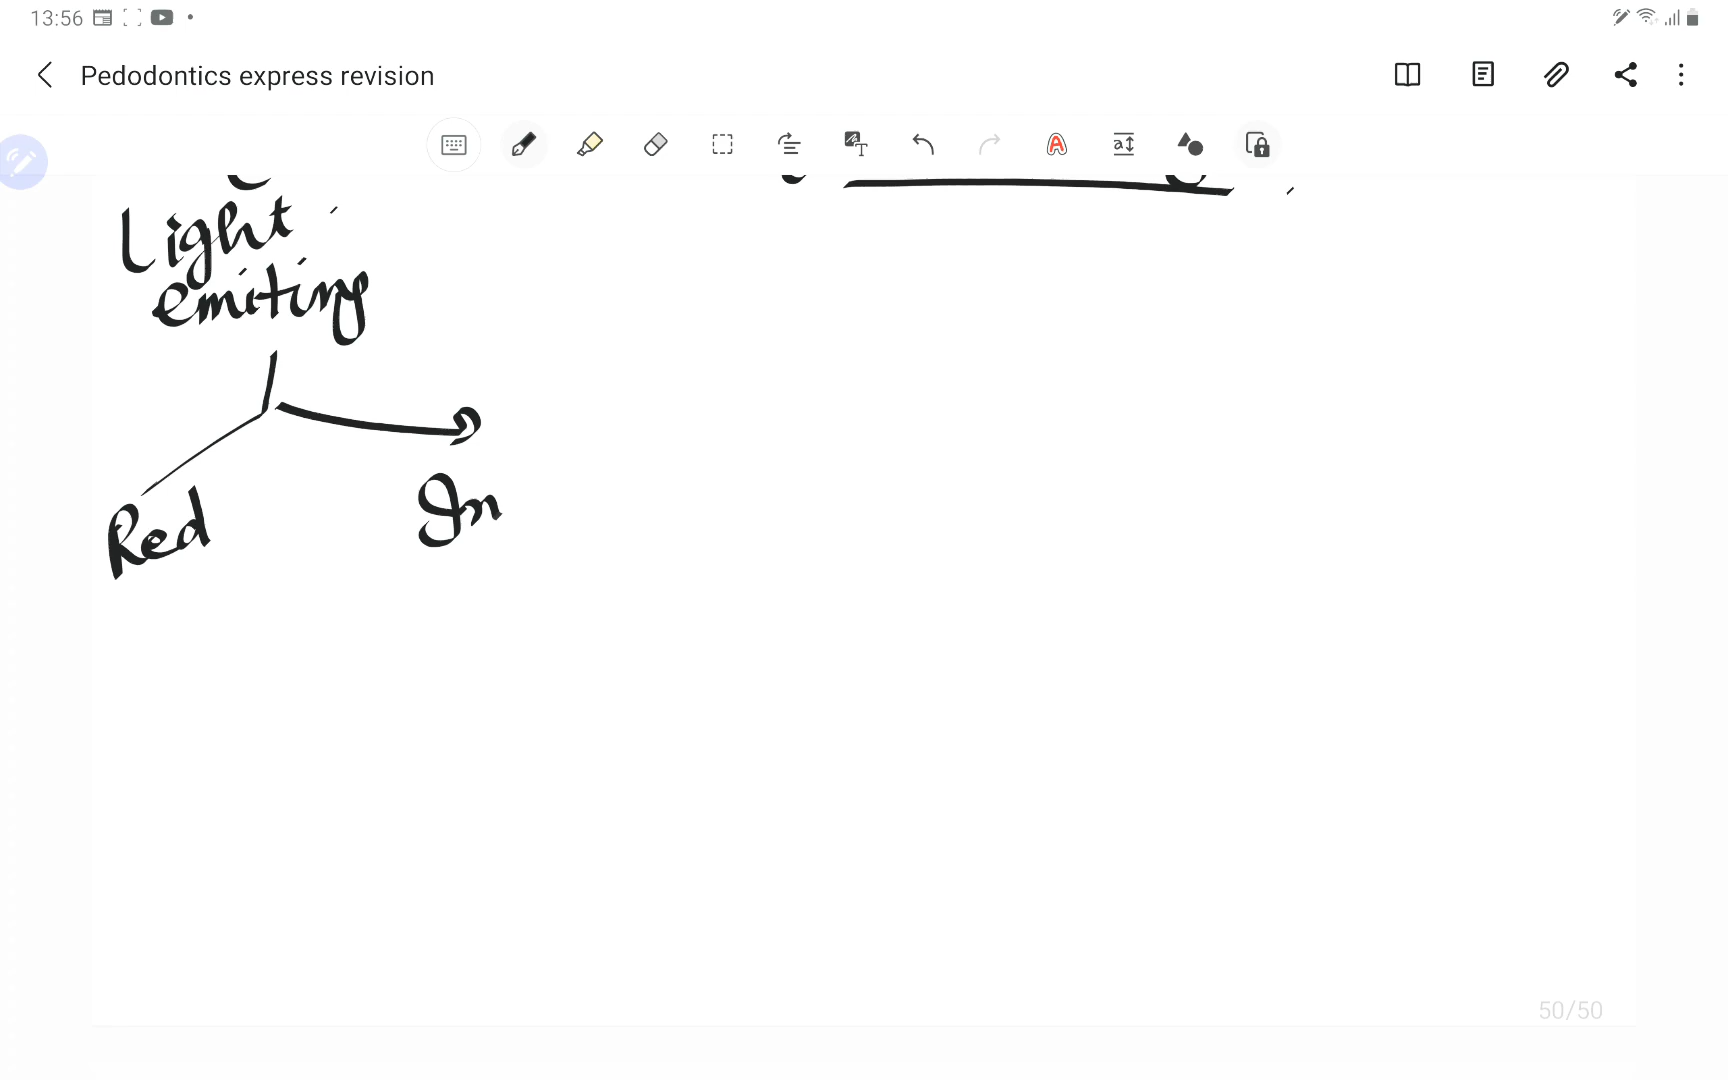 13:56
Pedodontics express revision
Light
emiting
Red
In
50/50